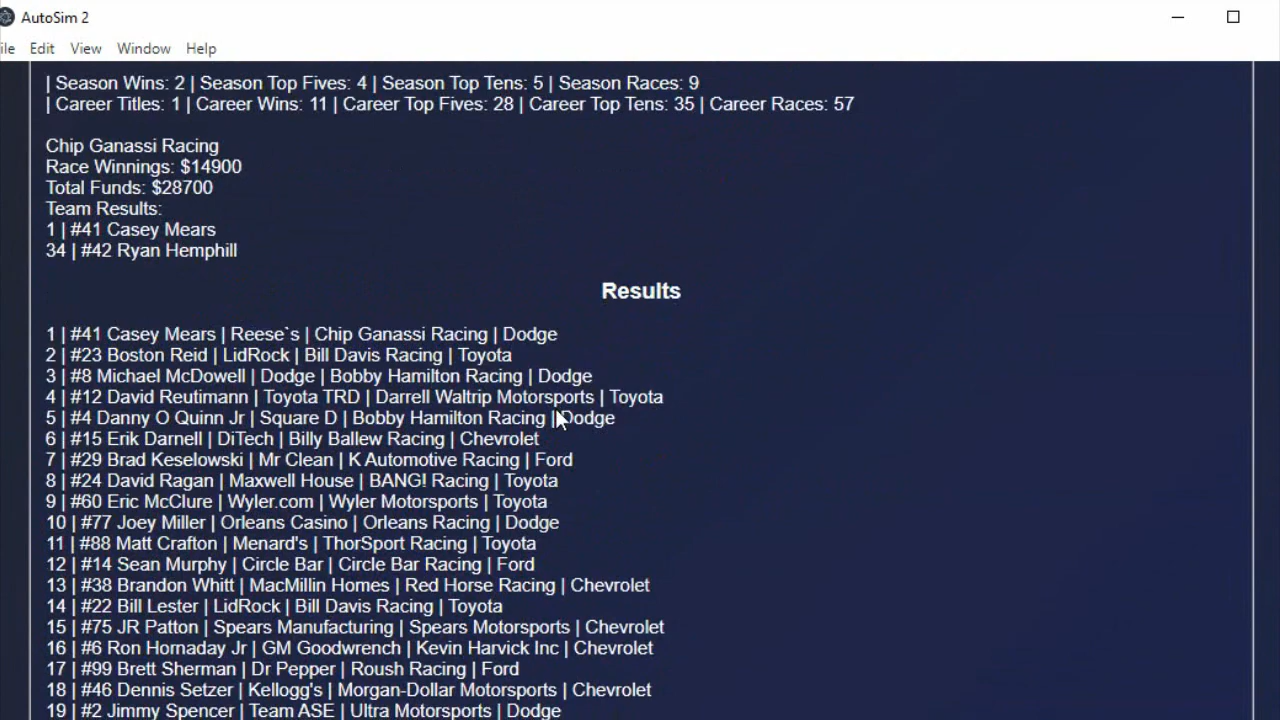 AutoSim 2
ile Edit View Window Help
| Season Wins: 2 | Season Top Fives: 4 | Season Top Tens: 5 | Season Races: 9
| Career Titles: 1 | Career Wins: 11 | Career Top Fives: 28 | Career Top Tens: 35 | Career Races: 57
Chip Ganassi Racing
Race Winnings: $14900
Total Funds: $28700
Team Results:
1 | #41 Casey Mears
34 | #42 Ryan Hemphill
Results
1 | #41 Casey Mears | Reese`s | Chip Ganassi Racing | Dodge
2 | #23 Boston Reid | LidRock | Bill Davis Racing | Toyota
3 | #8 Michael McDowell | Dodge | Bobby Hamilton Racing | Dodge
4 | #12 David Reutimann | Toyota TRD | Darrell Waltrip Motorsports | Toyota
5 | #4 Danny O Quinn Jr | Square D | Bobby Hamilton Racing | Dodge
6 | #15 Erik Darnell | DiTech | Billy Ballew Racing | Chevrolet
7 | #29 Brad Keselowski | Mr Clean | K Automotive Racing | Ford
8 | #24 David Ragan | Maxwell House | BANG! Racing | Toyota
9 | #60 Eric McClure | Wyler.com | Wyler Motorsports | Toyota
10 | #77 Joey Miller | Orleans Casino | Orleans Racing | Dodge
11 | #88 Matt Crafton | Menard's | ThorSport Racing | Toyota
12 | #14 Sean Murphy | Circle Bar | Circle Bar Racing | Ford
13 | #38 Brandon Whitt | MacMillin Homes | Red Horse Racing | Chevrolet
14 | #22 Bill Lester | LidRock | Bill Davis Racing | Toyota
15 | #75 JR Patton | Spears Manufacturing | Spears Motorsports | Chevrolet
16 | #6 Ron Hornaday Jr | GM Goodwrench | Kevin Harvick Inc | Chevrolet
17 | #99 Brett Sherman | Dr Pepper | Roush Racing | Ford
18 | #46 Dennis Setzer | Kellogg's | Morgan-Dollar Motorsports | Chevrolet
19 | #2 Jimmy Spencer | Team ASE | Ultra Motorsports | Dodge